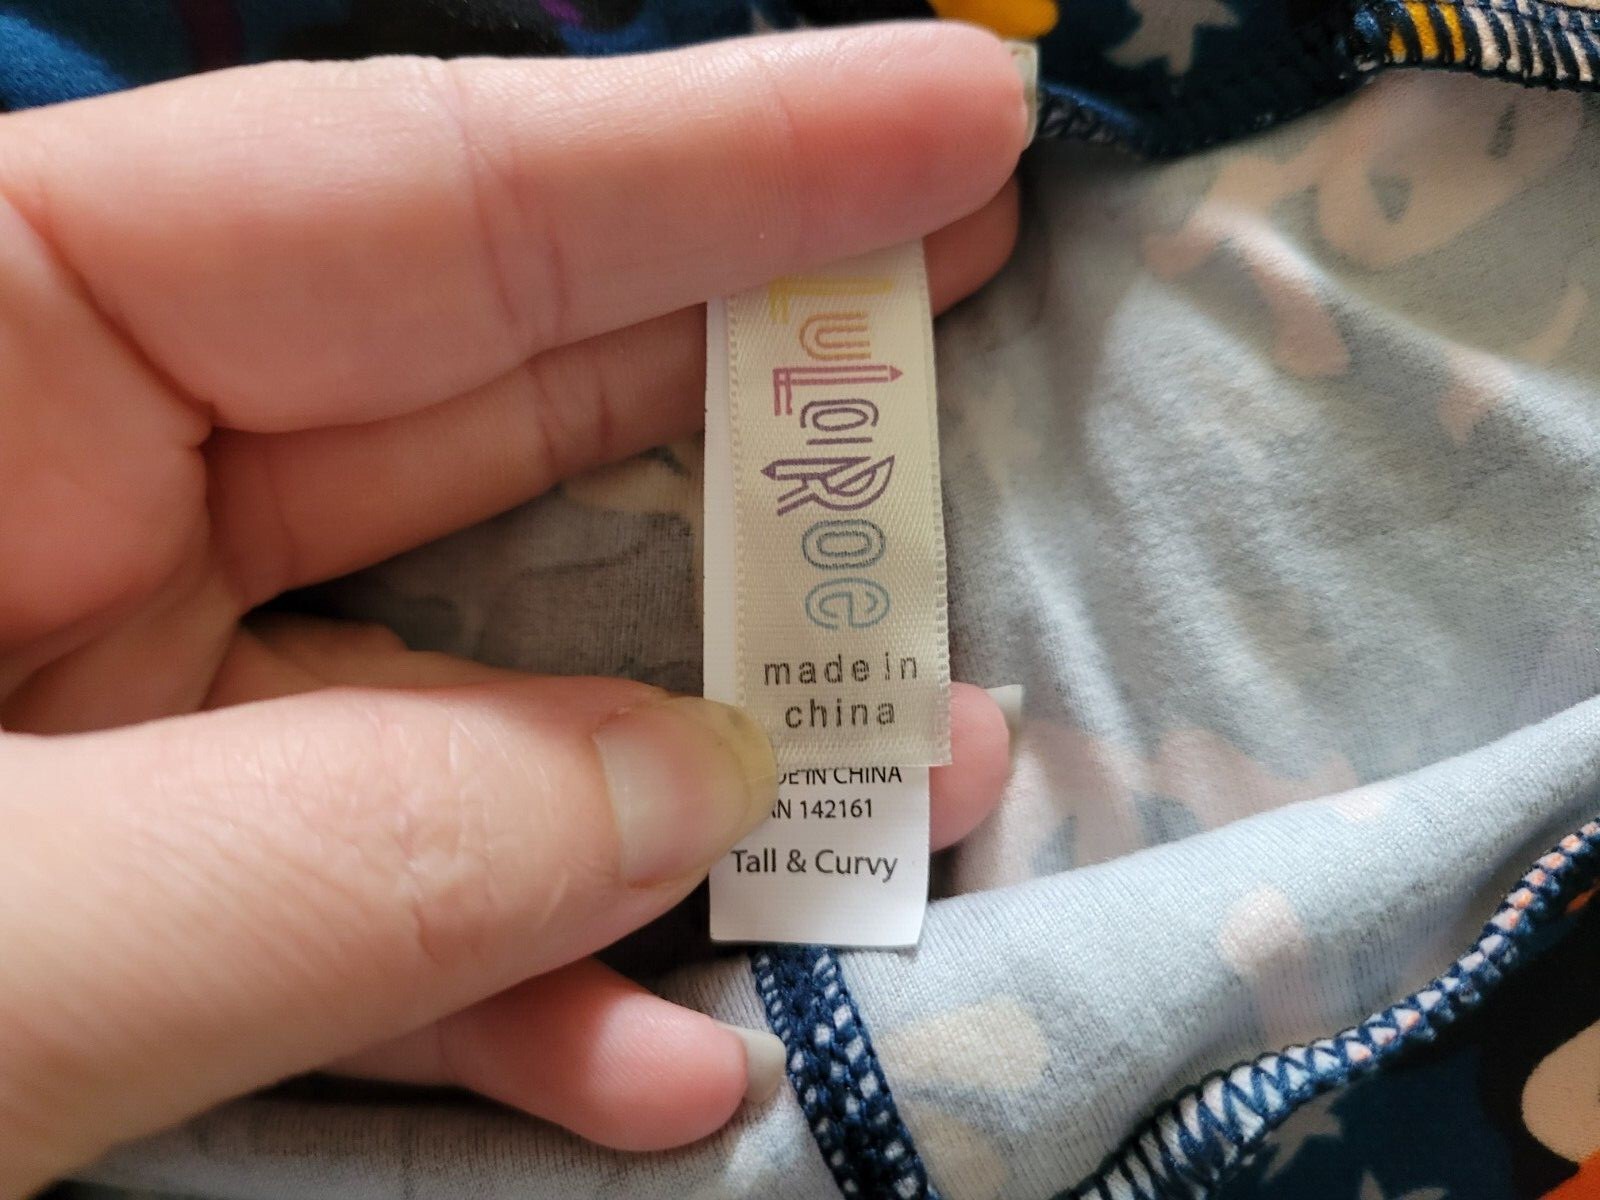 LuLaRoe
made in
china
IN CHINA
142161
Tall & Curvy